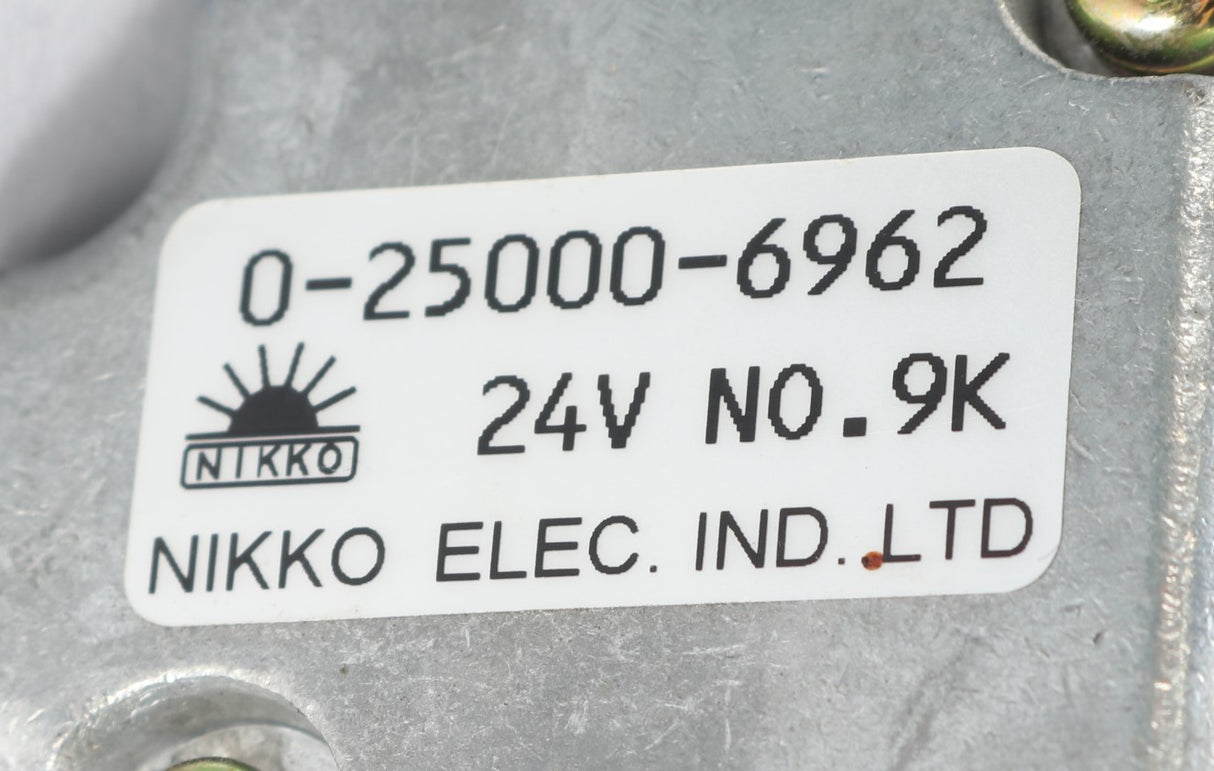 0-25000-6962
24V NO.9K
NIKKO
NIKKO ELEC. IND. LTD